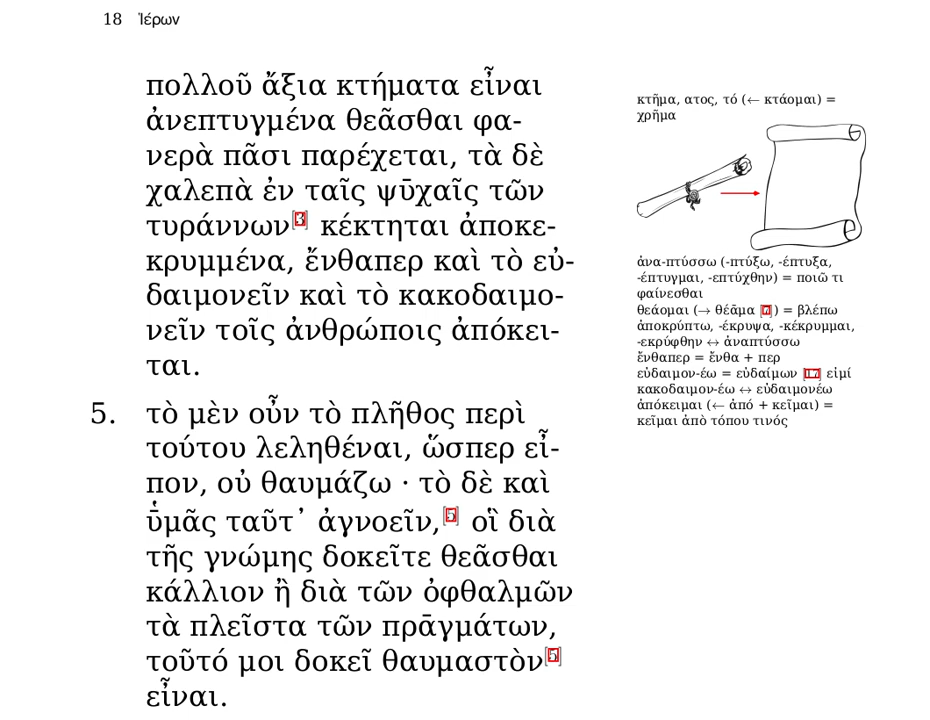 18 Ἱέρων
πολλοῦ ἄξια κτήματα εἶναι
ἀνεπτυγμένα θεᾶσθαι φα-
νερὰ πᾶσι παρέχεται, τὰ δὲ
χαλεπὰ ἐν ταῖς ψῡχαῖς τῶν
τυράννων[3] κέκτηται ἀποκε-
κρυμμένα, ἔνθαπερ καὶ τὸ εὐ-
δαιμονεῖν καὶ τὸ κακοδαιμο-
νεῖν τοῖς ἀνθρώποις ἀπόκει-
ται.
5. τὸ μὲν οὖν τὸ πλῆθος περὶ
τούτου λεληθέναι, ὥσπερ εἶ-
πον, οὐ θαυμάζω · τὸ δὲ καὶ
ῡ̔μᾶς ταῦτ᾽ ἀγνοεῖν,[5] οἳ διὰ
τῆς γνώμης δοκεῖτε θεᾶσθαι
κάλλιον ἢ διὰ τῶν ὀφθαλμῶν
τὰ πλεῖστα τῶν πρᾱγμάτων,
τοῦτό μοι δοκεῖ θαυμαστὸν[5]
εἶναι.
κτῆμα, ατος, τό (← κτάομαι) =
χρῆμα
ἀνα-πτύσσω (-πτύξω, -έπτυξα,
-έπτυγμαι, -επτύχθην) = ποιῶ τι
φαίνεσθαι
θεάομαι (→ θέᾱμα [7]) = βλέπω
ἀποκρύπτω, -έκρυψα, -κέκρυμμαι,
-εκρύφθην ↔ ἀναπτύσσω
ἔνθαπερ = ἔνθα + περ
εὐδαιμον-έω = εὐδαίμων [17] εἰμί
κακοδαιμον-έω ↔ εὐδαιμονέω
ἀπόκειμαι (← ἀπό + κεῖμαι) =
κεῖμαι ἀπὸ τόπου τινός